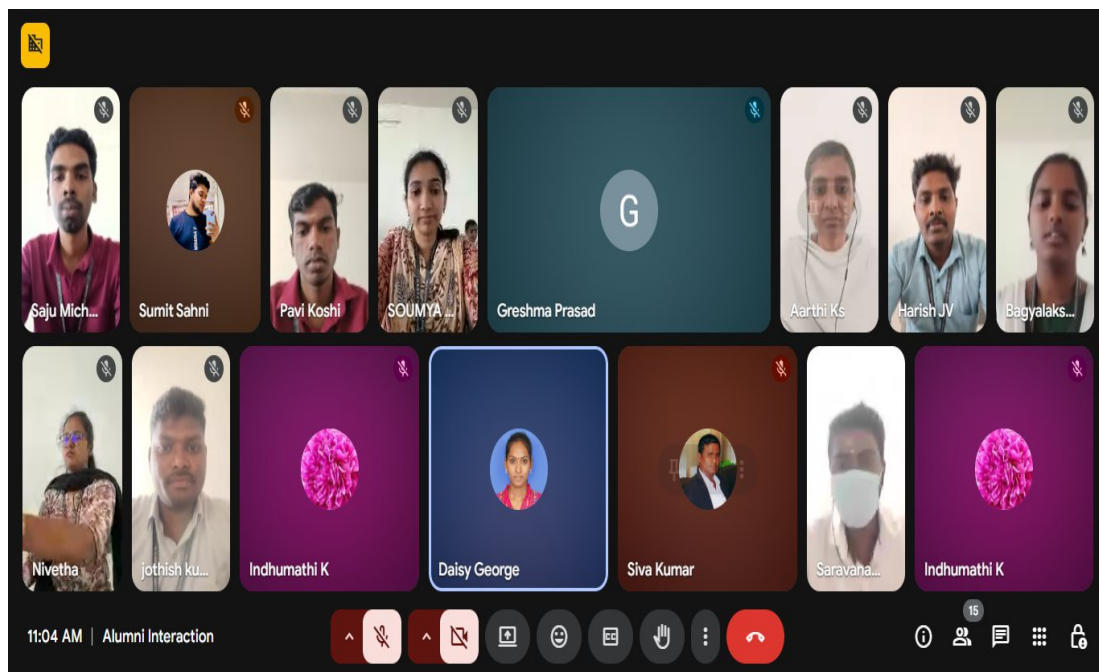 G
Saju Mich...
Sumit Sahni
Pavi Koshi
SOUMYA ...
Greshma Prasad
Aarthi Ks
Harish JV
Bagyalaks...
Nivetha
jothish ku...
Indhumathi K
Daisy George
Siva Kumar
Saravana...
Indhumathi K
15
11:04 AM | Alumni Interaction
CC